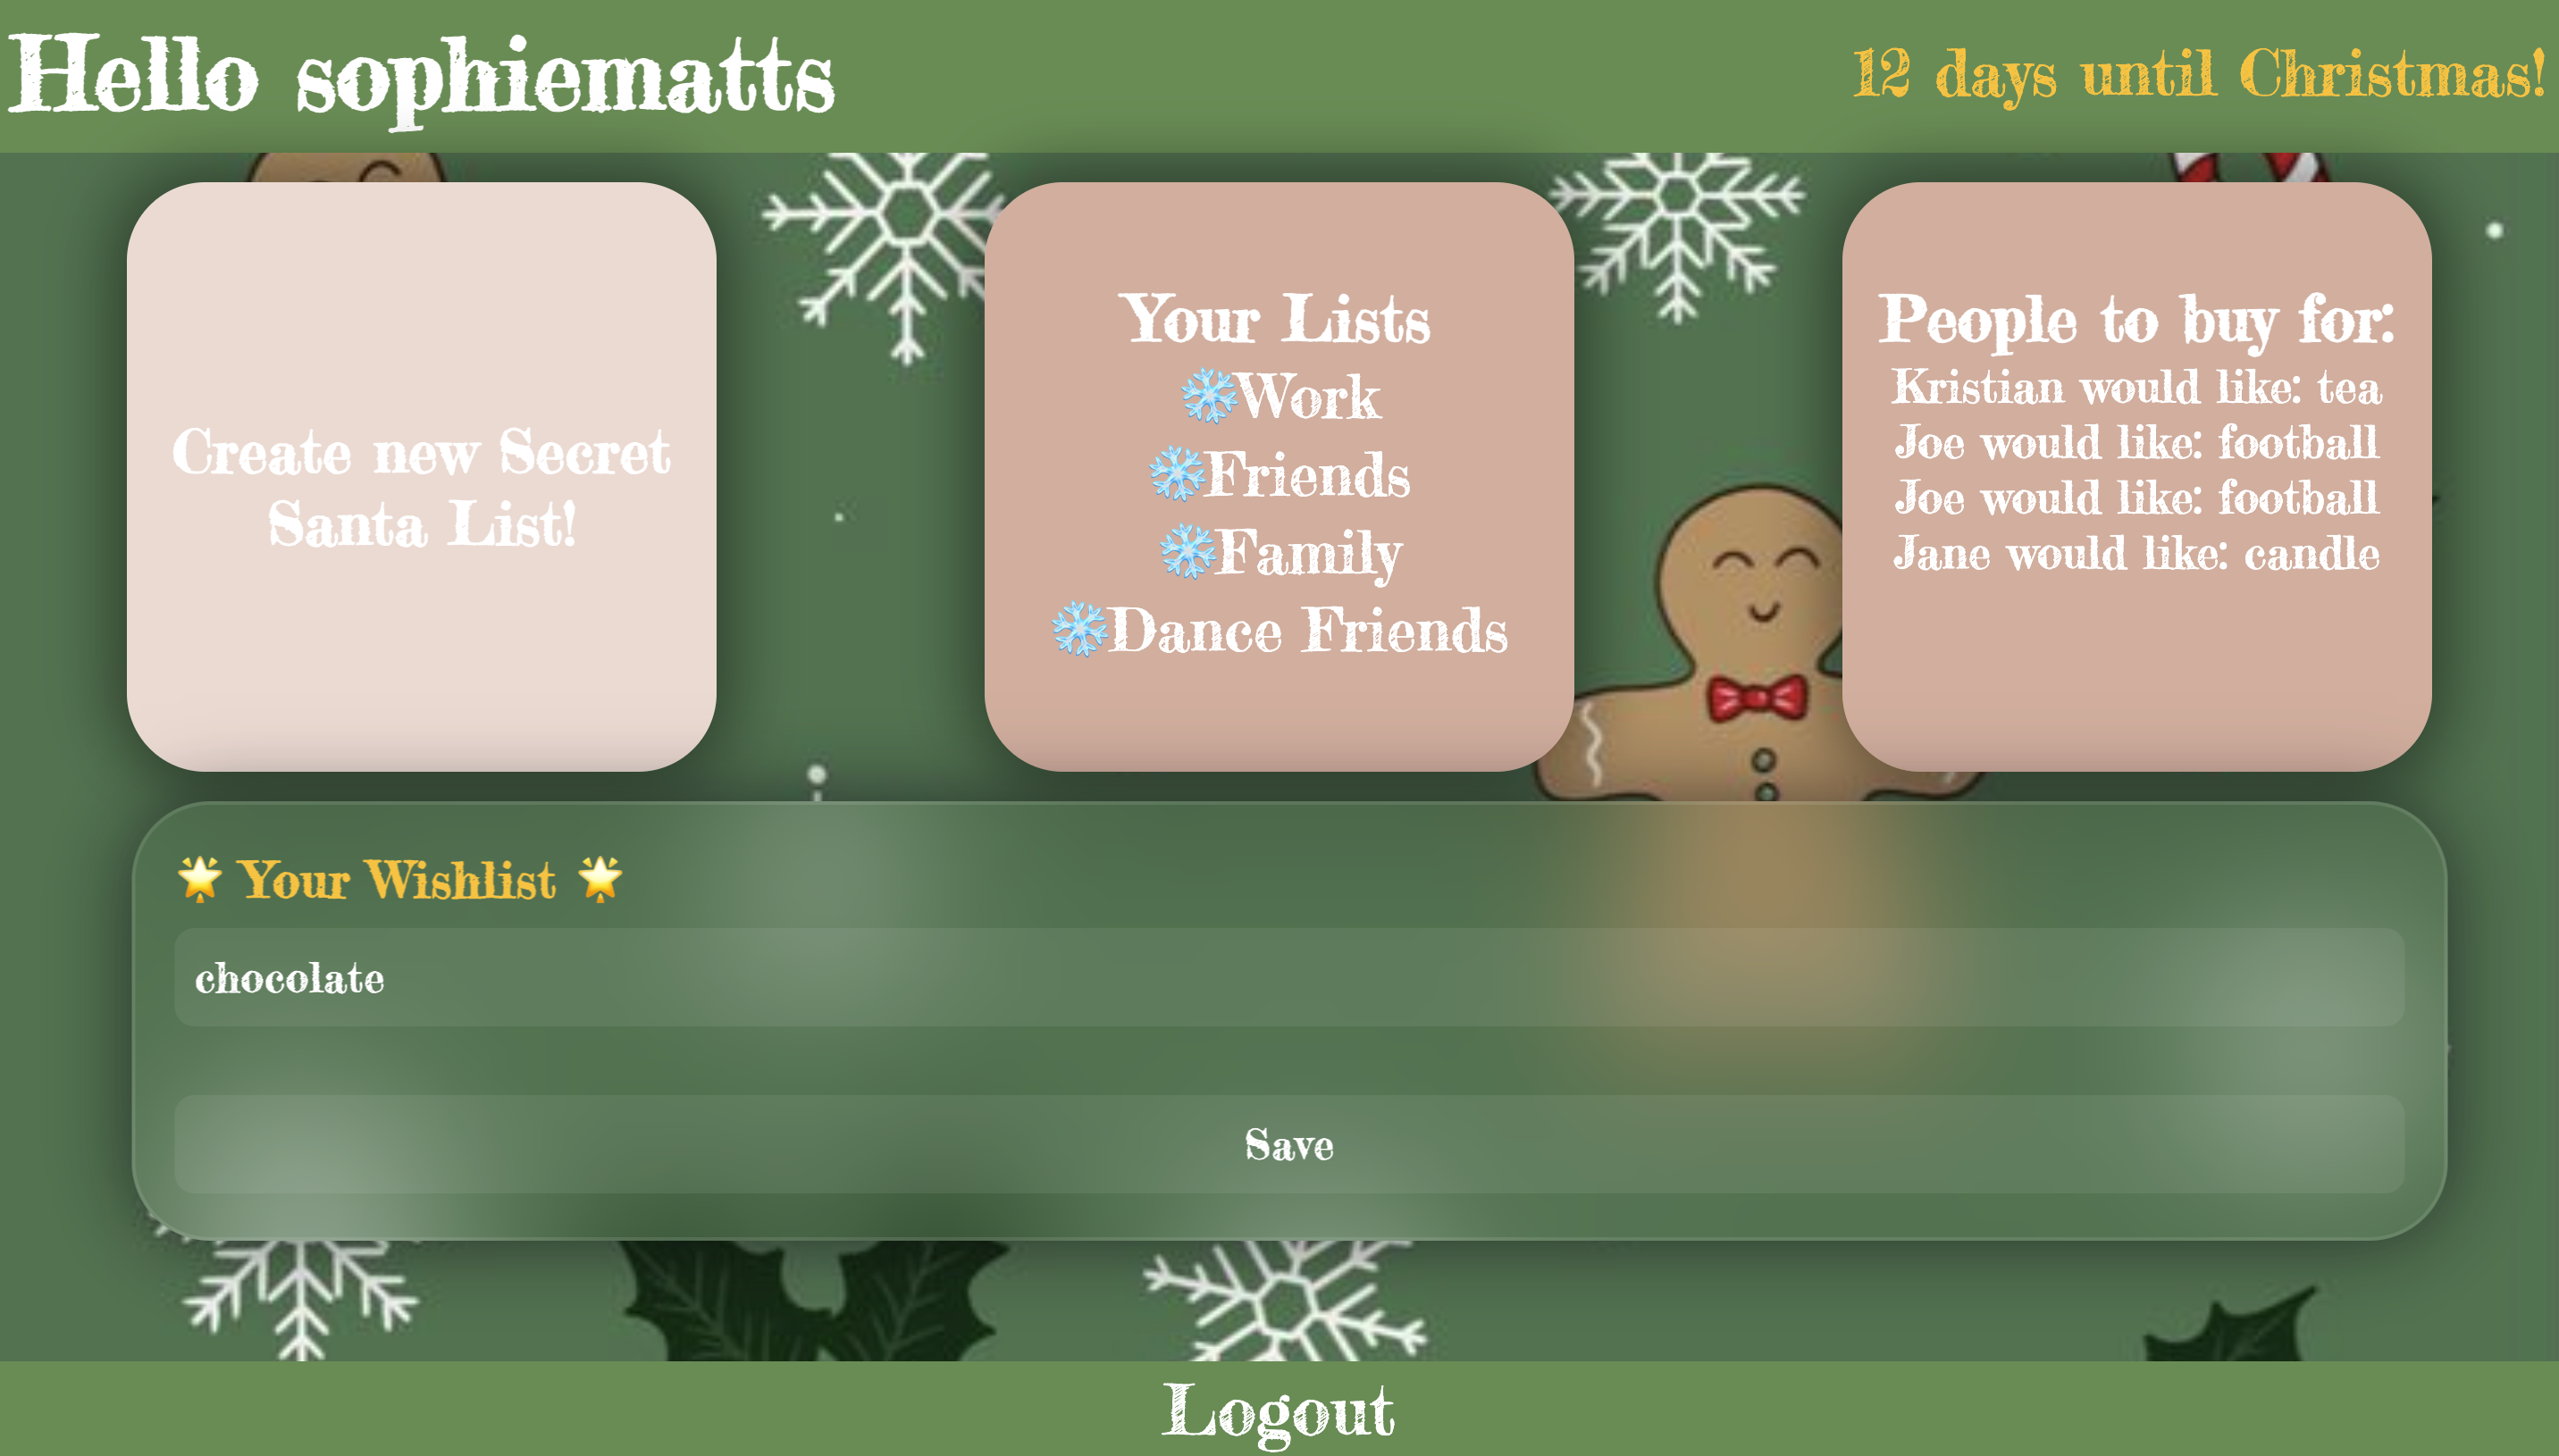 Hello sophiematts
12 days until Christmas!
Create new Secret
Santa List!
Your Lists
❄️Work
❄️Friends
❄️Family
❄️Dance Friends
People to buy for:
Kristian would like: tea
Joe would like: football
Joe would like: football
Jane would like: candle
🌟 Your Wishlist 🌟
chocolate
Save
Logout